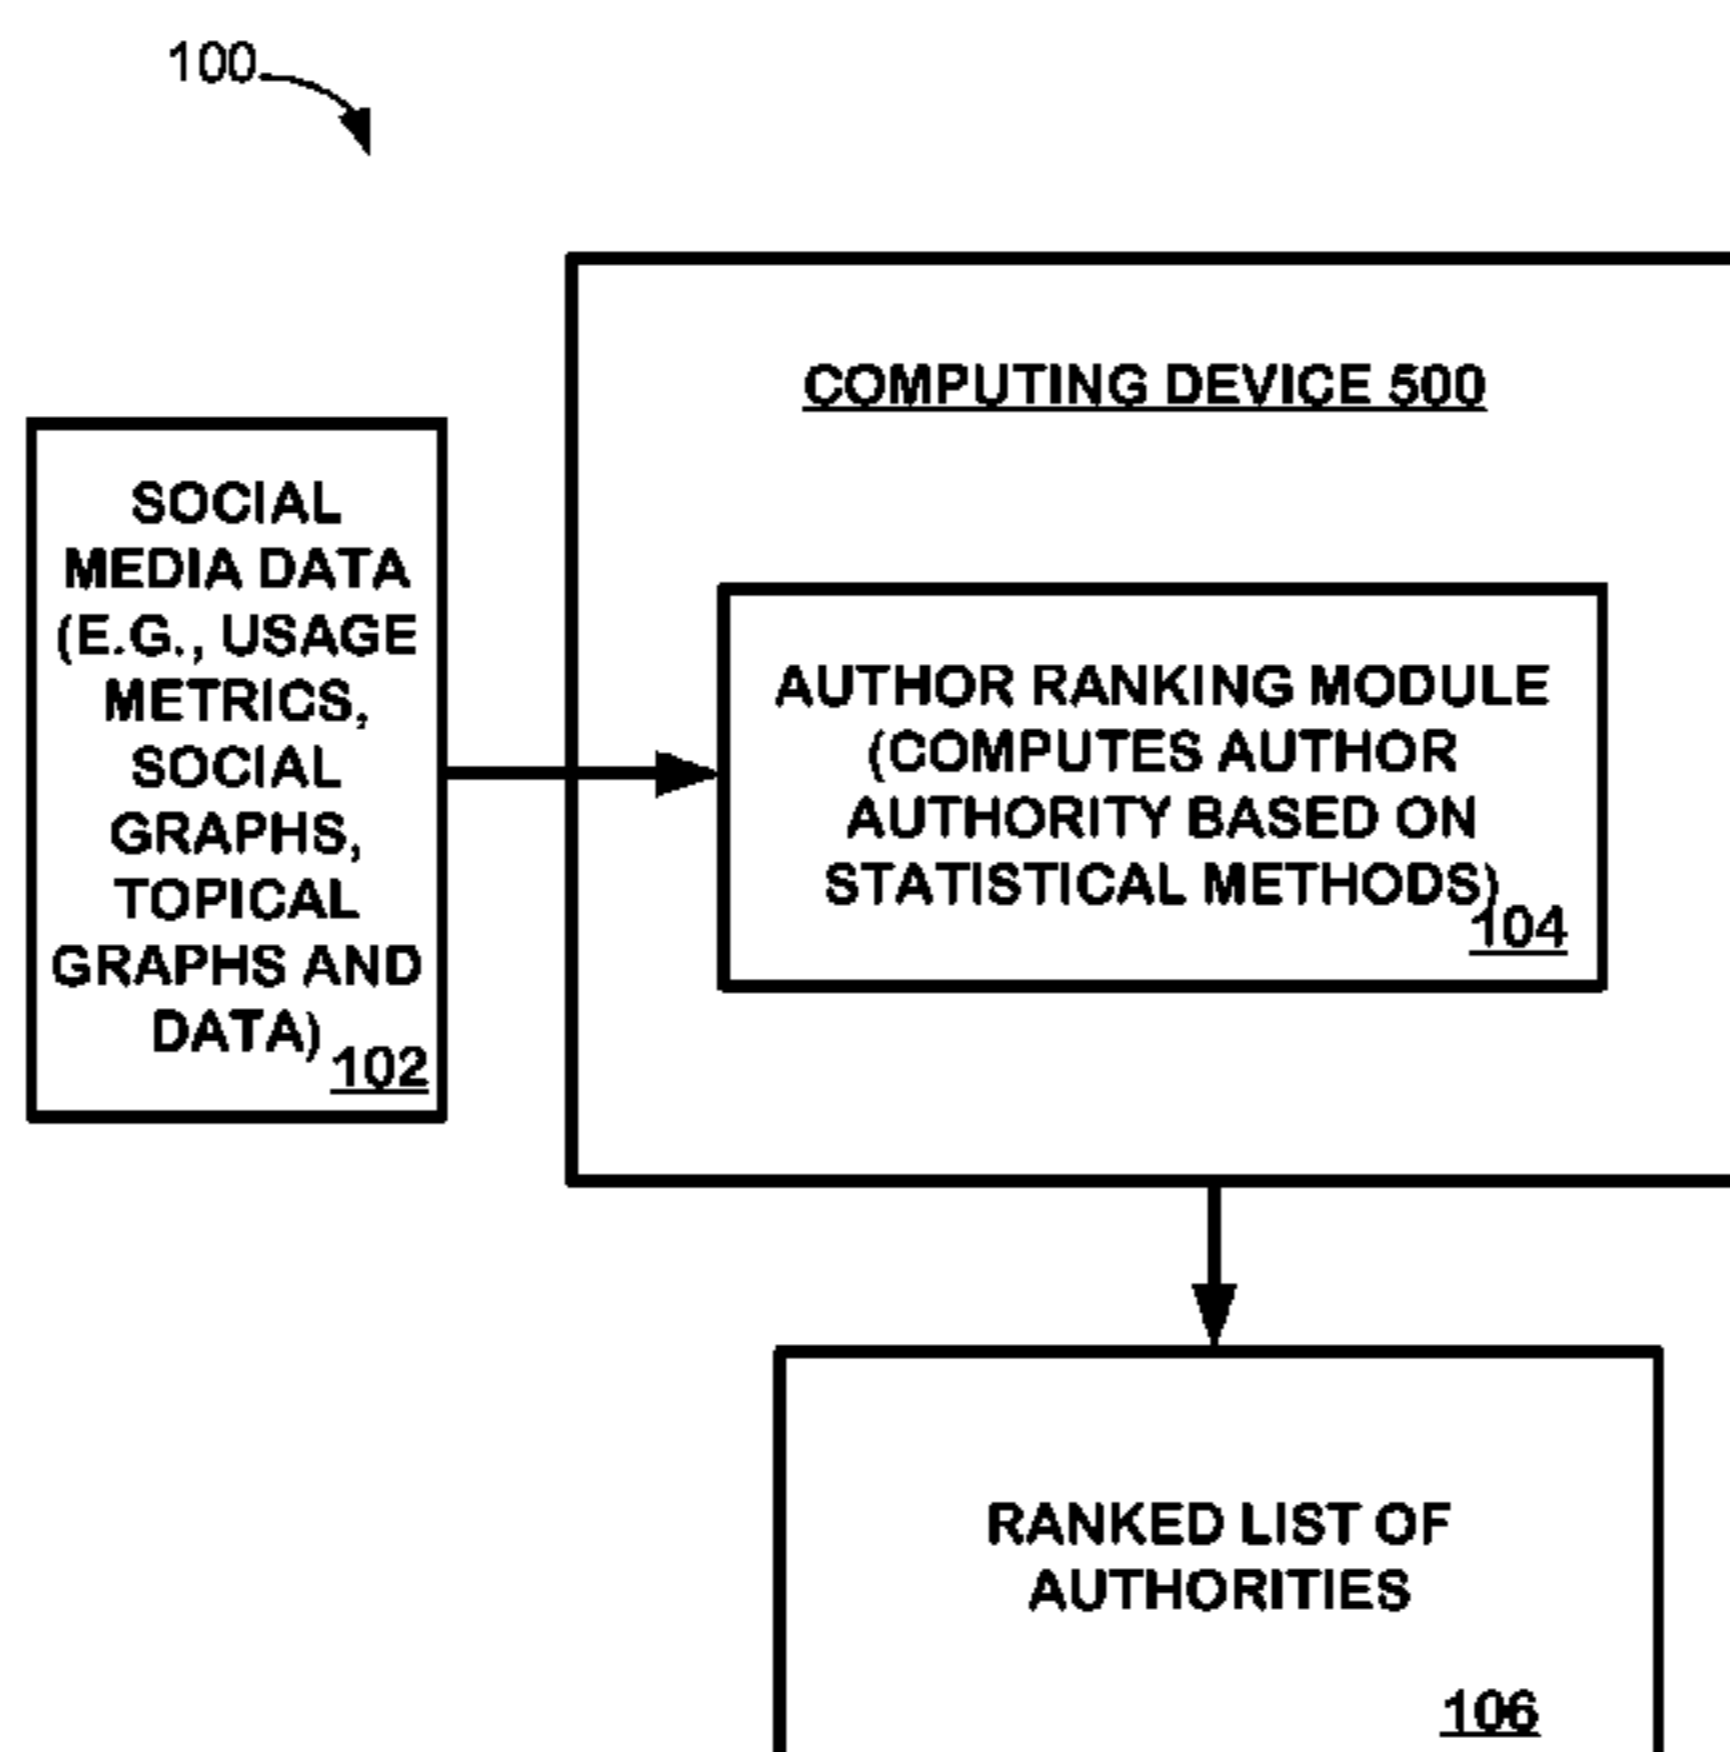 100
COMPUTING DEVICE 500
SOCIAL
MEDIA DATA
(E.G., USAGE
METRICS,
SOCIAL
GRAPHS,
TOPICAL
GRAPHS AND
DATA)
102
AUTHOR RANKING MODULE
(COMPUTES AUTHOR
AUTHORITY BASED ON
STATISTICAL METHODS)
104
RANKED LIST OF
AUTHORITIES
106